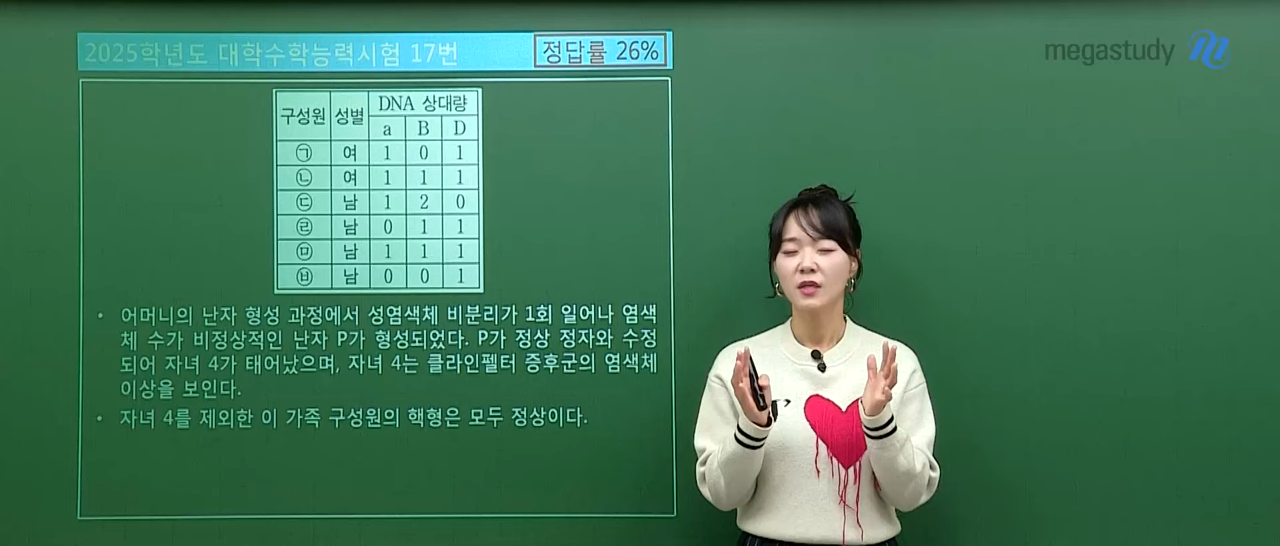 2025학년도 대학수학능력시험 17번
정답률 26%
megastudy
구성원 성별 DNA 상대량
a B D
㉠ 여 1 0 1
㉡ 여 1 1 1
㉢ 남 1 2 0
㉣ 남 0 1 1
㉤ 남 1 1 1
㉥ 남 0 0 1
• 어머니의 난자 형성 과정에서 성염색체 비분리가 1회 일어나 염색
체 수가 비정상적인 난자 P가 형성되었다. P가 정상 정자와 수정
되어 자녀 4가 태어났으며, 자녀 4는 클라인펠터 증후군의 염색체
이상을 보인다.
• 자녀 4를 제외한 이 가족 구성원의 핵형은 모두 정상이다.